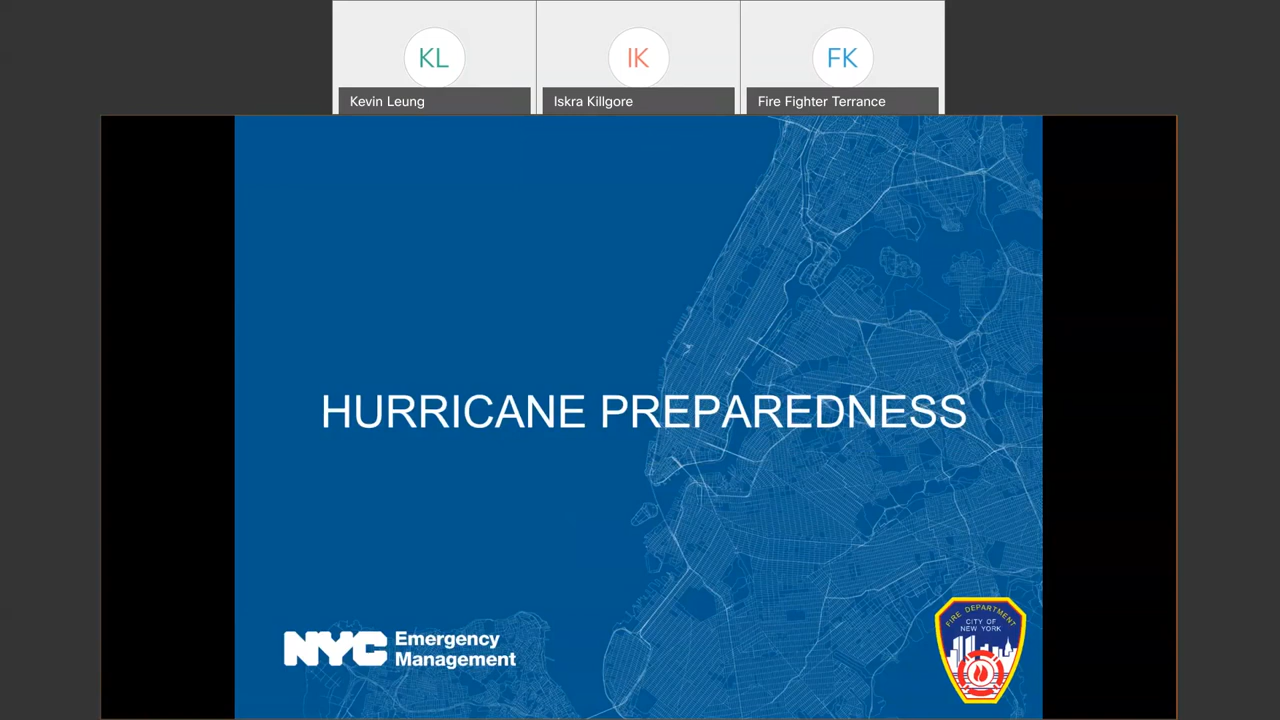 KL
IK
FK
Kevin Leung
Iskra Killgore
Fire Fighter Terrance
HURRICANE PREPAREDNESS
NYC Emergency
Management
FIRE DEPARTMENT
CITY OF
NEW YORK